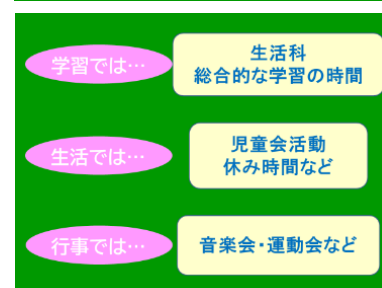 学習では…
生活科
総合的な学習の時間
生活では…
児童会活動
休み時間など
行事では…
音楽会・運動会など